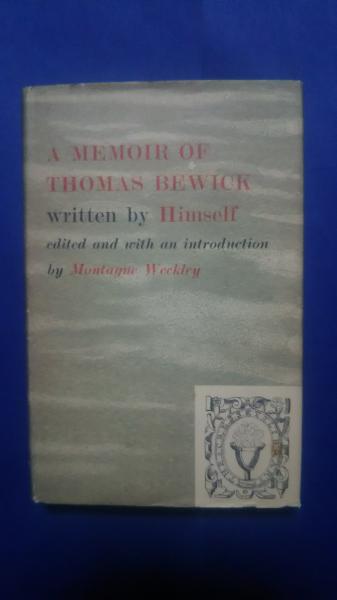 A MEMOIR OF
THOMAS BEWICK
written by Himself
edited and with an introduction
by Montague Weekley